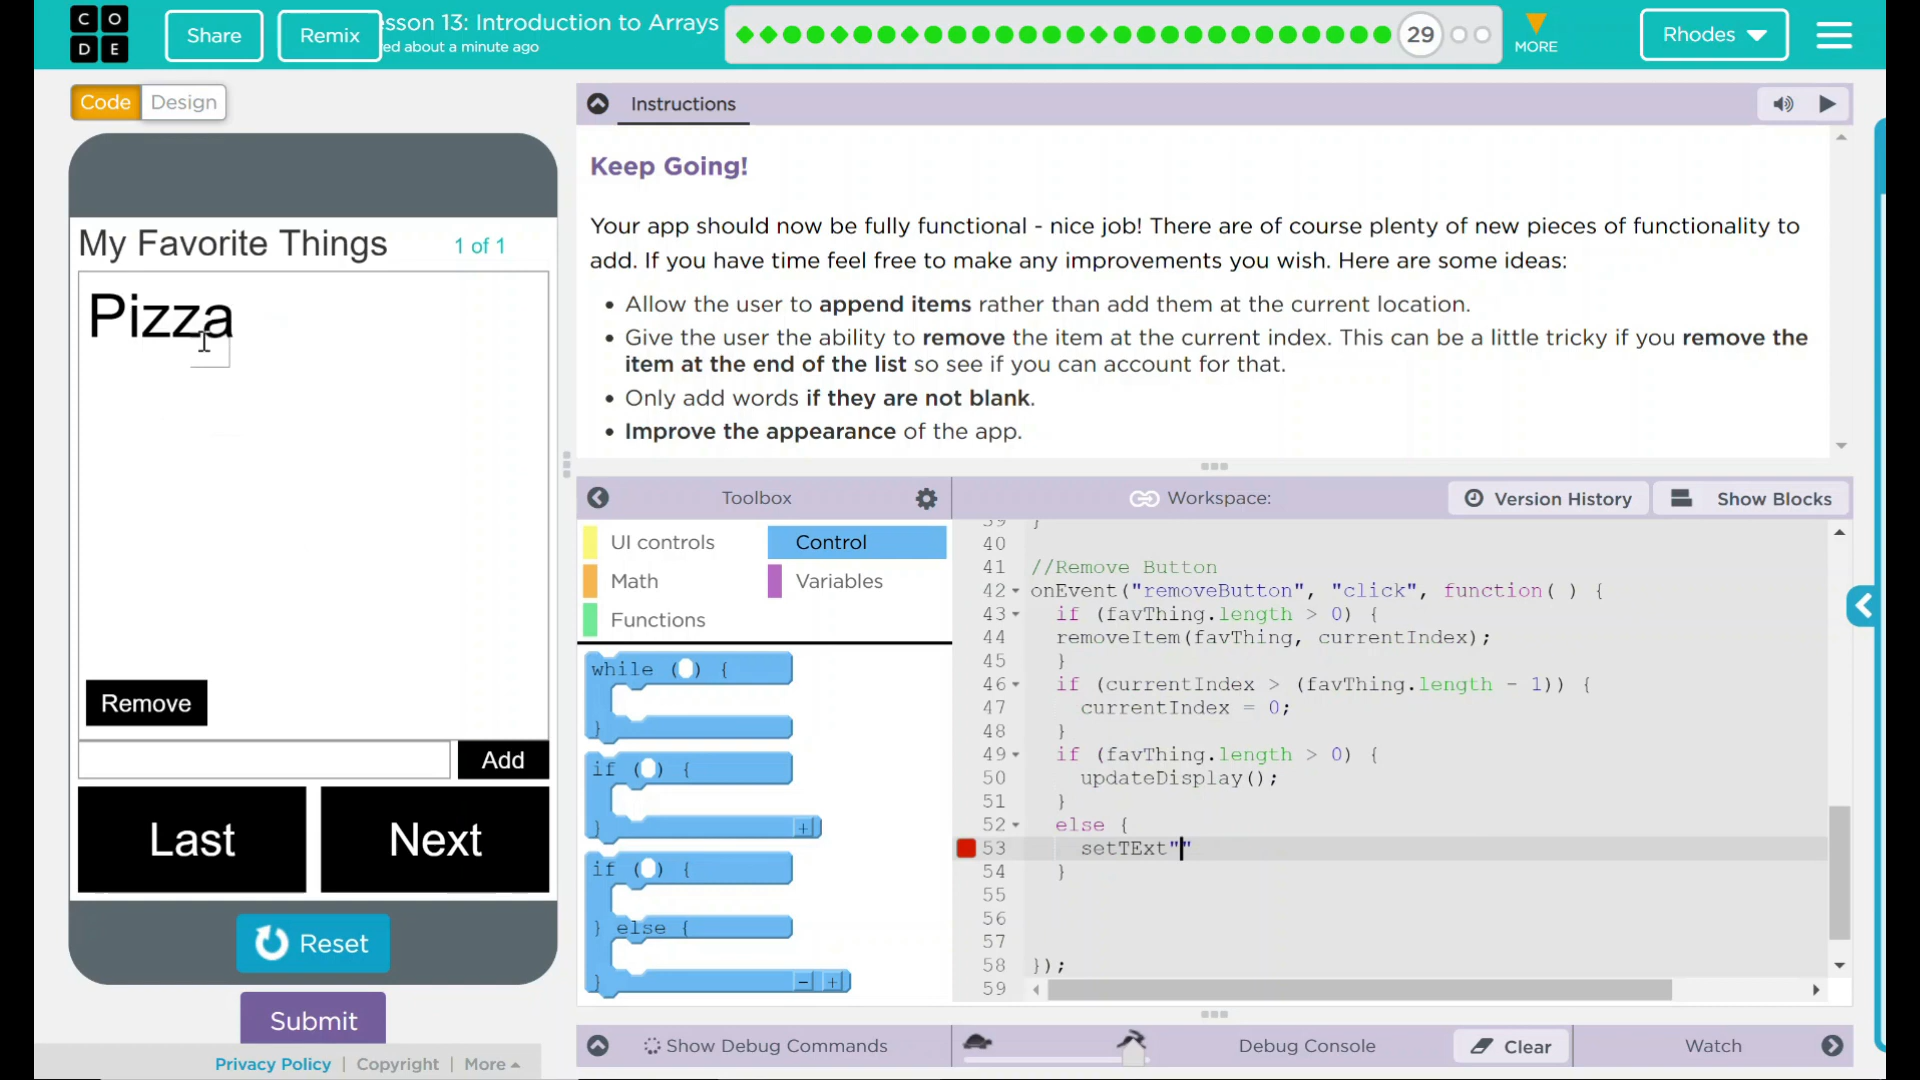 CODE
Share
Remix
esson 13: Introduction to Arrays
ed about a minute ago
29
MORE
Rhodes
Code
Design
My Favorite Things
1 of 1
Pizza
Remove
Add
Last
Next
Reset
Submit
Privacy Policy | Copyright | More
Instructions
Keep Going!
Your app should now be fully functional - nice job! There are of course plenty of new pieces of functionality to
add. If you have time feel free to make any improvements you wish. Here are some ideas:
• Allow the user to append items rather than add them at the current location.
• Give the user the ability to remove the item at the current index. This can be a little tricky if you remove the
item at the end of the list so see if you can account for that.
• Only add words if they are not blank.
• Improve the appearance of the app.
Toolbox
Workspace:
Version History
Show Blocks
UI controls
Control
Math
Variables
Functions
while ( ) {
}
if ( ) {
} +
if ( ) {
} else {
} - +
39 }
40
41 //Remove Button
42 onEvent("removeButton", "click", function( ) {
43 if (favThing.length > 0) {
44 removeItem(favThing, currentIndex);
45 }
46 if (currentIndex > (favThing.length - 1)) {
47 currentIndex = 0;
48 }
49 if (favThing.length > 0) {
50 updateDisplay();
51 }
52 else {
53 setTExt""
54 }
55
56
57
58 });
59
Show Debug Commands
Debug Console
Clear
Watch